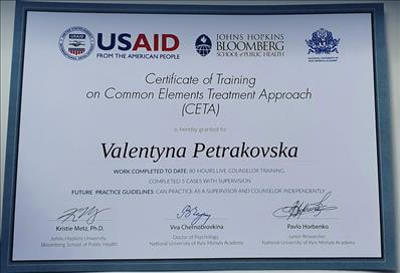 USAID
FROM THE AMERICAN PEOPLE
JOHNS HOPKINS
BLOOMBERG
SCHOOL of PUBLIC HEALTH
Certificate of Training
on Common Elements Treatment Approach
(CETA)
is hereby granted to:
Valentyna Petrakovska
WORK COMPLETED TO DATE: 80 HOURS LIVE COUNSELOR TRAINING,
COMPLETED 5 CASES WITH SUPERVISION
FUTURE PRACTICE GUIDELINES: CAN PRACTICE AS A SUPERVISOR AND COUNSELOR INDEPENDENTLY
Kristie Metz, Ph.D.
Johns Hopkins University
Bloomberg School of Public Health
Vira Chernobrovkina
Doctor of Psychology
National University of Kyiv Mohyla Academy
Pavlo Horbenko
Junior Researcher
National University of Kyiv Mohyla Academy